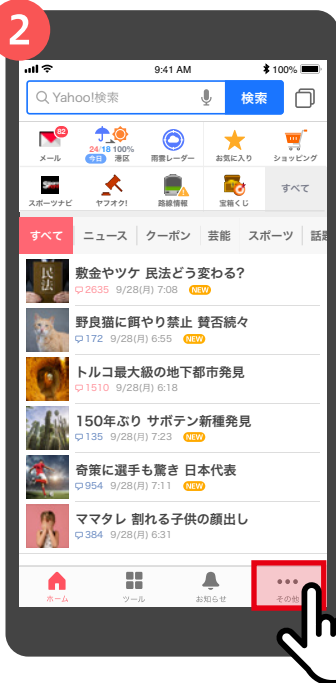 2
9:41 AM
100%
Yahoo!検索
検索
82
24/18 100%
メール
今日 港区
雨雲レーダー
お気に入り
ショッピング
スポーツナビ
ヤフオク!
路線情報
宝箱くじ
すべて
すべて ニュース クーポン 芸能 スポーツ 話題
民法
敷金やツケ 民法どう変わる?
2635 9/28(月) 7:08 NEW
野良猫に餌やり禁止 賛否続々
172 9/28(月) 6:55 NEW
トルコ最大級の地下都市発見
1510 9/28(月) 6:18
150年ぶり サボテン新種発見
135 9/28(月) 7:23 NEW
奇策に選手も驚き 日本代表
954 9/28(月) 7:11 NEW
ママタレ 割れる子供の顔出し
384 9/28(月) 6:31
ホーム
ツール
お知らせ
その他